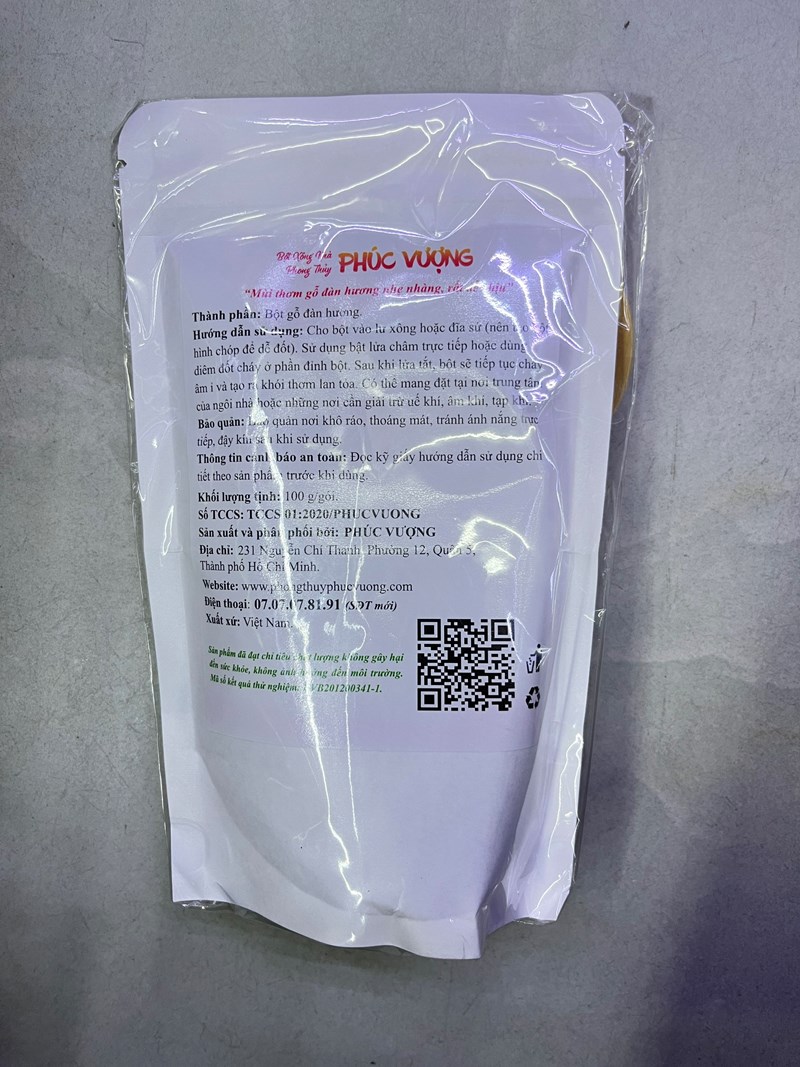 Bột Xông Nhà
Phong Thủy
PHÚC VƯỢNG
"Mùi thơm gỗ đàn hương nhẹ nhàng, rất chịu"
Thành phần: Bột gỗ đàn hương.
Hướng dẫn sử dụng: Cho bột vào lư xông hoặc đĩa sứ (nên tạo
hình chóp để dễ đốt). Sử dụng bật lửa châm trực tiếp hoặc dùng
diêm đốt cháy ở phần đỉnh bột. Sau khi lửa tắt, bột sẽ tiếp tục cháy
âm i và tạo ra khói thơm lan tỏa. Có thể mang đặt tại nơi trung tâm
của ngôi nhà hoặc những nơi cần giải trừ uế khí, âm khí, tạp
Bảo quản: Bảo quản nơi khô ráo, thoáng mát, tránh ánh nắng trực
tiếp, đậy kín sau khi sử dụng.
Thông tin cảnh báo an toàn: Đọc kỹ giấy hướng dẫn sử dụng chi
tiết theo sản phẩm trước khi dùng.
Khối lượng tịnh: 100 g/gói.
Số TCCS: TCCS 01:2020/PHUCVUONG
Sản xuất và phân phối bởi: PHÚC VƯỢNG
Địa chỉ: 231 Nguyễn Chí Thanh, Phường 12, Quận 5,
Thành phố Hồ Chí Minh.
Website: www.phongthuyphucvuong.com
Điện thoại: 07.07.07.81.91 (SĐT mới)
Xuất xứ: Việt Nam.
Sản phẩm đã đạt chỉ tiêu chất lượng không gây hại
đến sức khỏe, không ảnh hưởng đến môi trường.
Mã số kết quả thử nghiệm: